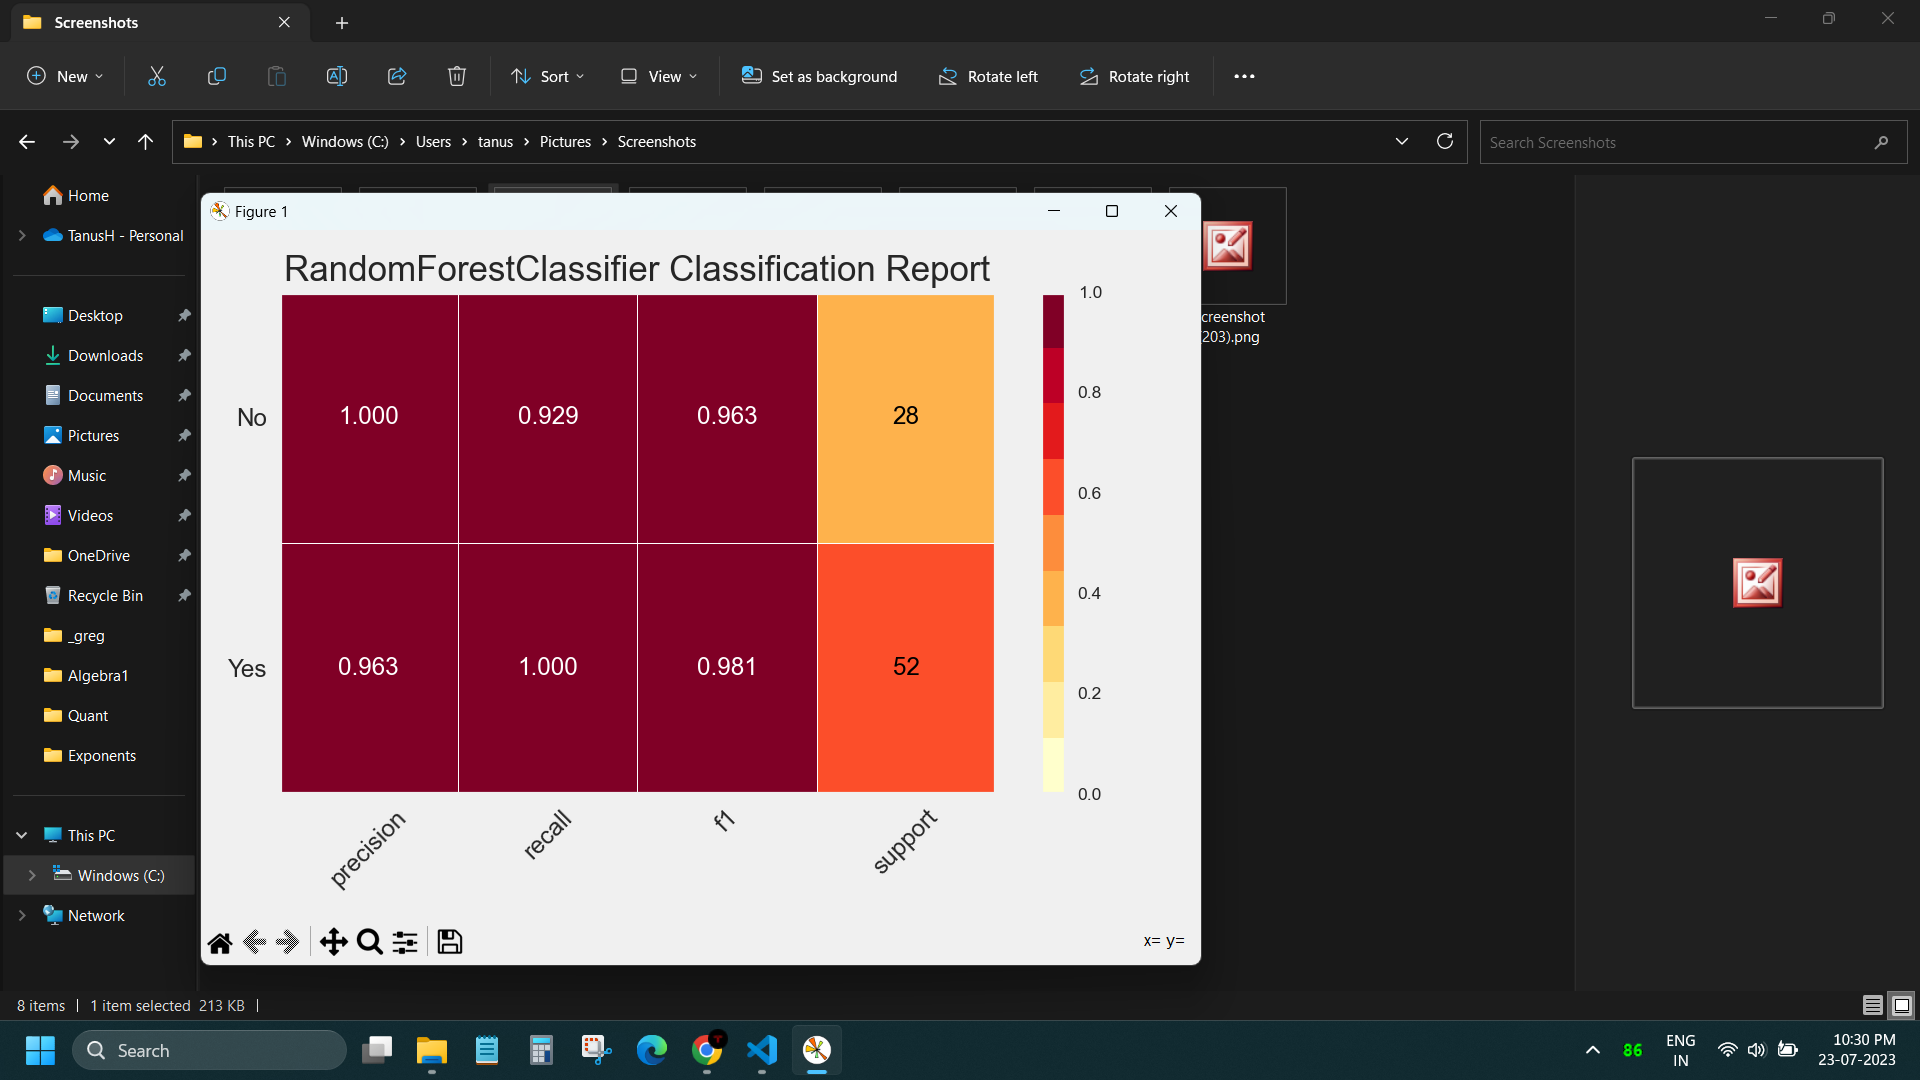 Screenshots
New
Sort
View
Set as background
Rotate left
Rotate right
This PC
Windows (C:)
Users
tanus
Pictures
Screenshots
Search Screenshots
Home
TanusH - Personal
Desktop
Downloads
Documents
Pictures
Music
Videos
OneDrive
Recycle Bin
_greg
Algebra1
Quant
Exponents
This PC
Windows (C:)
Network
Figure 1
RandomForestClassifier Classification Report
No 1.000 0.929 0.963 28
Yes 0.963 1.000 0.981 52
precision recall f1 support
1.0
0.8
0.6
0.4
0.2
0.0
x= y=
creenshot
203).png
8 items 1 item selected 213 KB
Search
86
ENG
IN
10:30 PM
23-07-2023